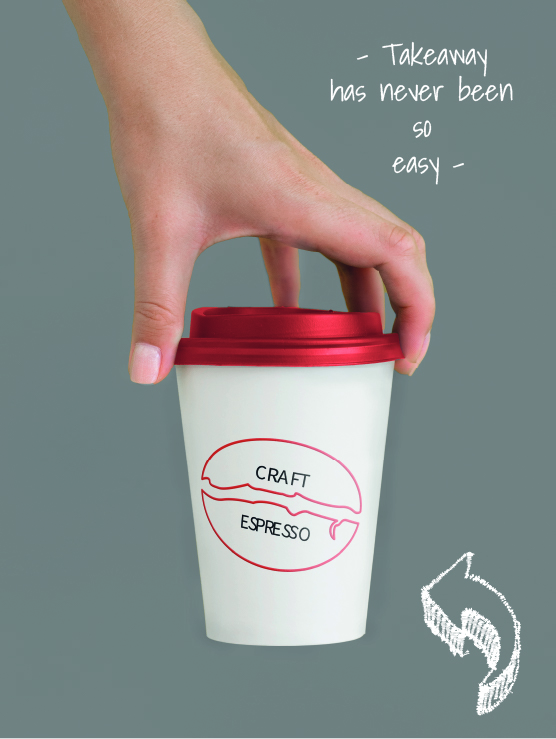 - Takeaway
has never been
so
easy -
CRAFT
ESPRESSO